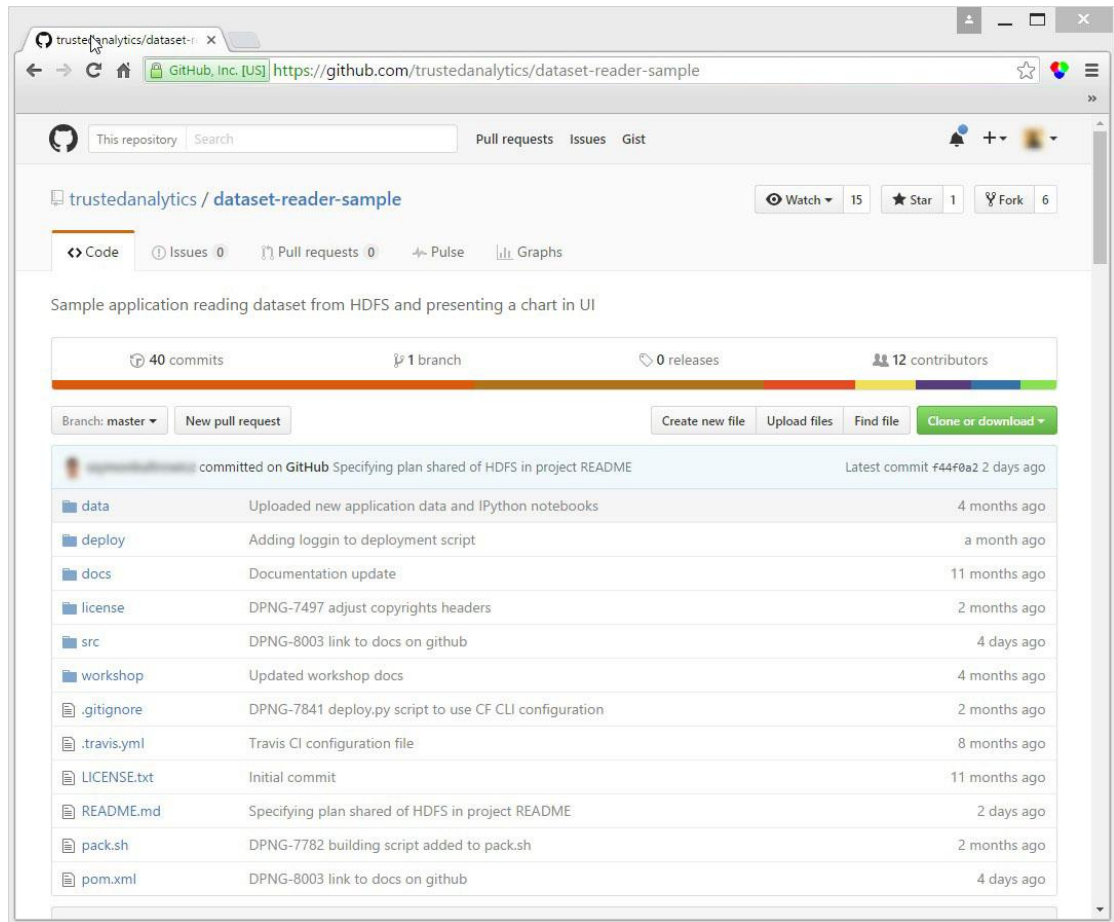 trustedanalytics/dataset-r
GitHub, Inc. [US] https://github.com/trustedanalytics/dataset-reader-sample
This repository Search Pull requests Issues Gist
trustedanalytics / dataset-reader-sample Watch 15 Star 1 Fork 6
Code Issues 0 Pull requests 0 Pulse Graphs
Sample application reading dataset from HDFS and presenting a chart in UI
40 commits 1 branch 0 releases 12 contributors
Branch: master New pull request Create new file Upload files Find file Clone or download
committed on GitHub Specifying plan shared of HDFS in project README Latest commit f44f0a2 2 days ago
data Uploaded new application data and IPython notebooks 4 months ago
deploy Adding loggin to deployment script a month ago
docs Documentation update 11 months ago
license DPNG-7497 adjust copyrights headers 2 months ago
src DPNG-8003 link to docs on github 4 days ago
workshop Updated workshop docs 4 months ago
.gitignore DPNG-7841 deploy.py script to use CF CLI configuration 2 months ago
.travis.yml Travis CI configuration file 8 months ago
LICENSE.txt Initial commit 11 months ago
README.md Specifying plan shared of HDFS in project README 2 days ago
pack.sh DPNG-7782 building script added to pack.sh 2 months ago
pom.xml DPNG-8003 link to docs on github 4 days ago